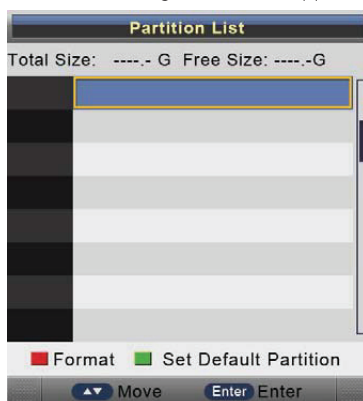 Partition List
Total Size: ----.- G Free Size: ----.-G
Format Set Default Partition
Move Enter Enter